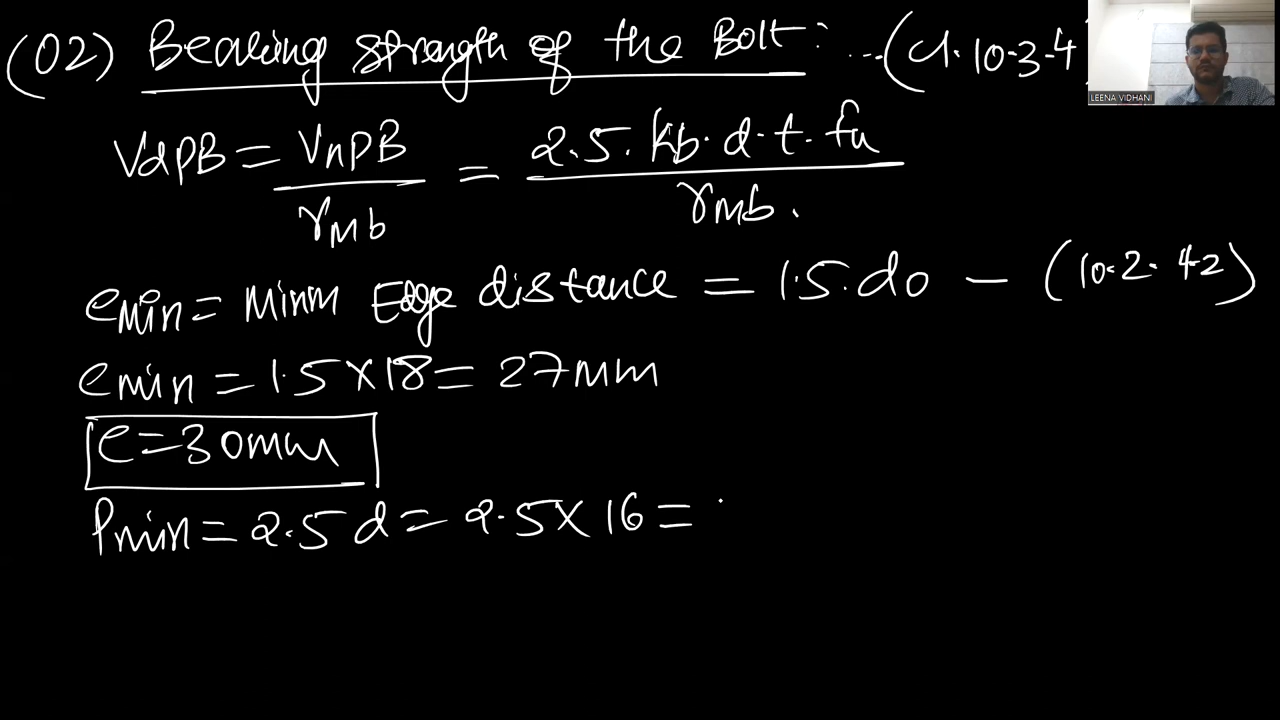 (02) Bearing strength of the Bolt: ...(cl.10.3.4
LEENA VIDHANI
VdPB = VnPB / γmb = 2.5. kb. d. t. fu / γmb.
emin = Minm Edge distance = 1.5.do - (10.2.42)
emin = 1.5 x 18 = 27mm
e = 30mm
Pmin = 2.5 d = 2.5 x 16 =